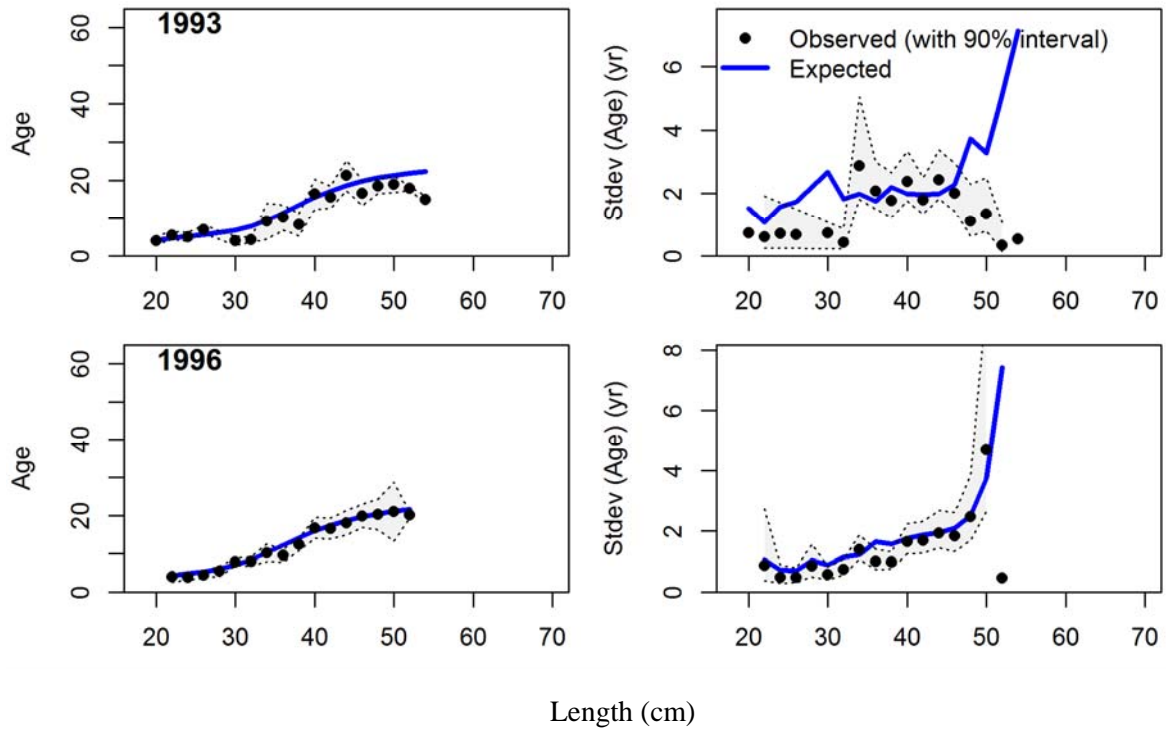 1993
Age
0 20 40 60
20 30 40 50 60 70
Observed (with 90% interval)
Expected
Stdev (Age) (yr)
0 2 4 6
20 30 40 50 60 70
1996
Age
0 20 40 60
20 30 40 50 60 70
Stdev (Age) (yr)
0 2 4 6 8
20 30 40 50 60 70
Length (cm)